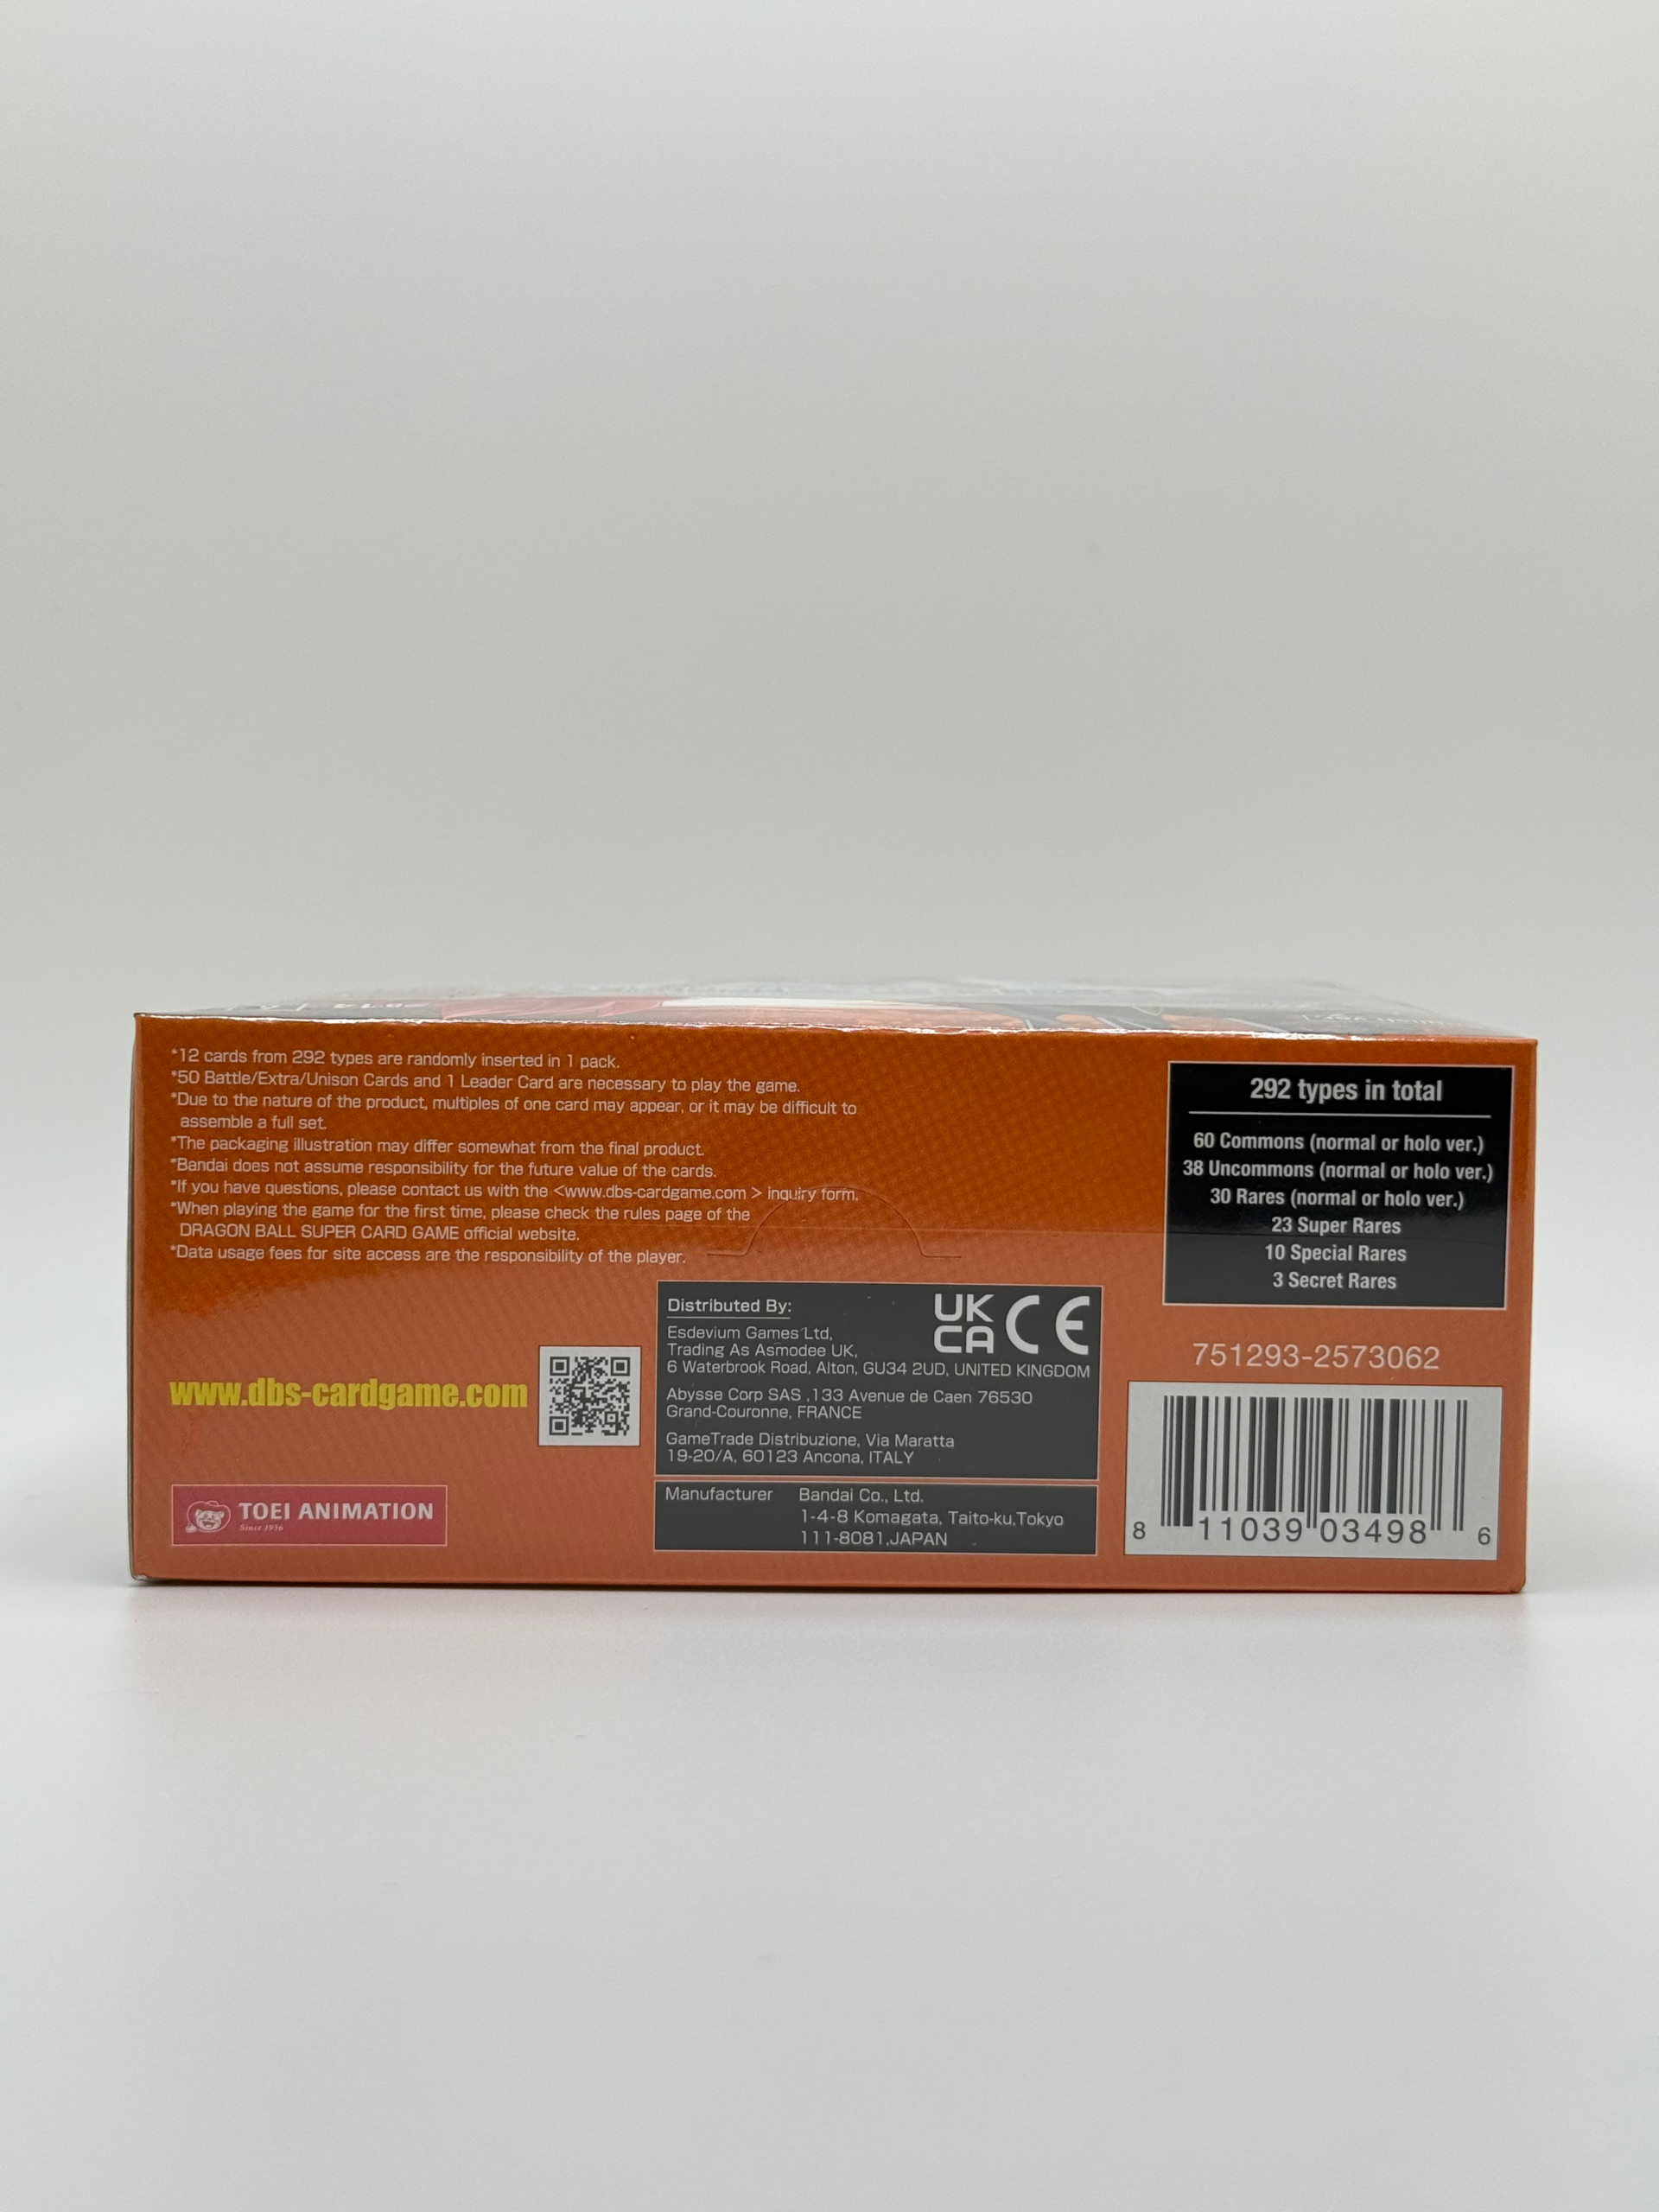 *12 cards from 292 types are randomly inserted in 1 pack.
*50 Battle/Extra/Unison Cards and 1 Leader Card are necessary to play the game.
*Due to the nature of the product, multiples of one card may appear, or it may be difficult to
assemble a full set.
*The packaging illustration may differ somewhat from the final product.
*Bandai does not assume responsibility for the future value of the cards.
*If you have questions, please contact us with the <www.dbs-cardgame.com > inquiry form.
*When playing the game for the first time, please check the rules page of the
DRAGON BALL SUPER CARD GAME official website.
*Data usage fees for site access are the responsibility of the player.
www.dbs-cardgame.com
TOEI ANIMATION
Since 1956
Distributed By:
UK
CA CE
Esdevium Games Ltd,
Trading As Asmodee UK,
6 Waterbrook Road, Alton, GU34 2UD, UNITED KINGDOM
Abysse Corp SAS ,133 Avenue de Caen 76530
Grand-Couronne, FRANCE
GameTrade Distribuzione, Via Maratta
19-20/A, 60123 Ancona, ITALY
Manufacturer Bandai Co., Ltd.
1-4-8 Komagata, Taito-ku,Tokyo
111-8081,JAPAN
292 types in total
60 Commons (normal or holo ver.)
38 Uncommons (normal or holo ver.)
30 Rares (normal or holo ver.)
23 Super Rares
10 Special Rares
3 Secret Rares
751293-2573062
8 11039 03498 6